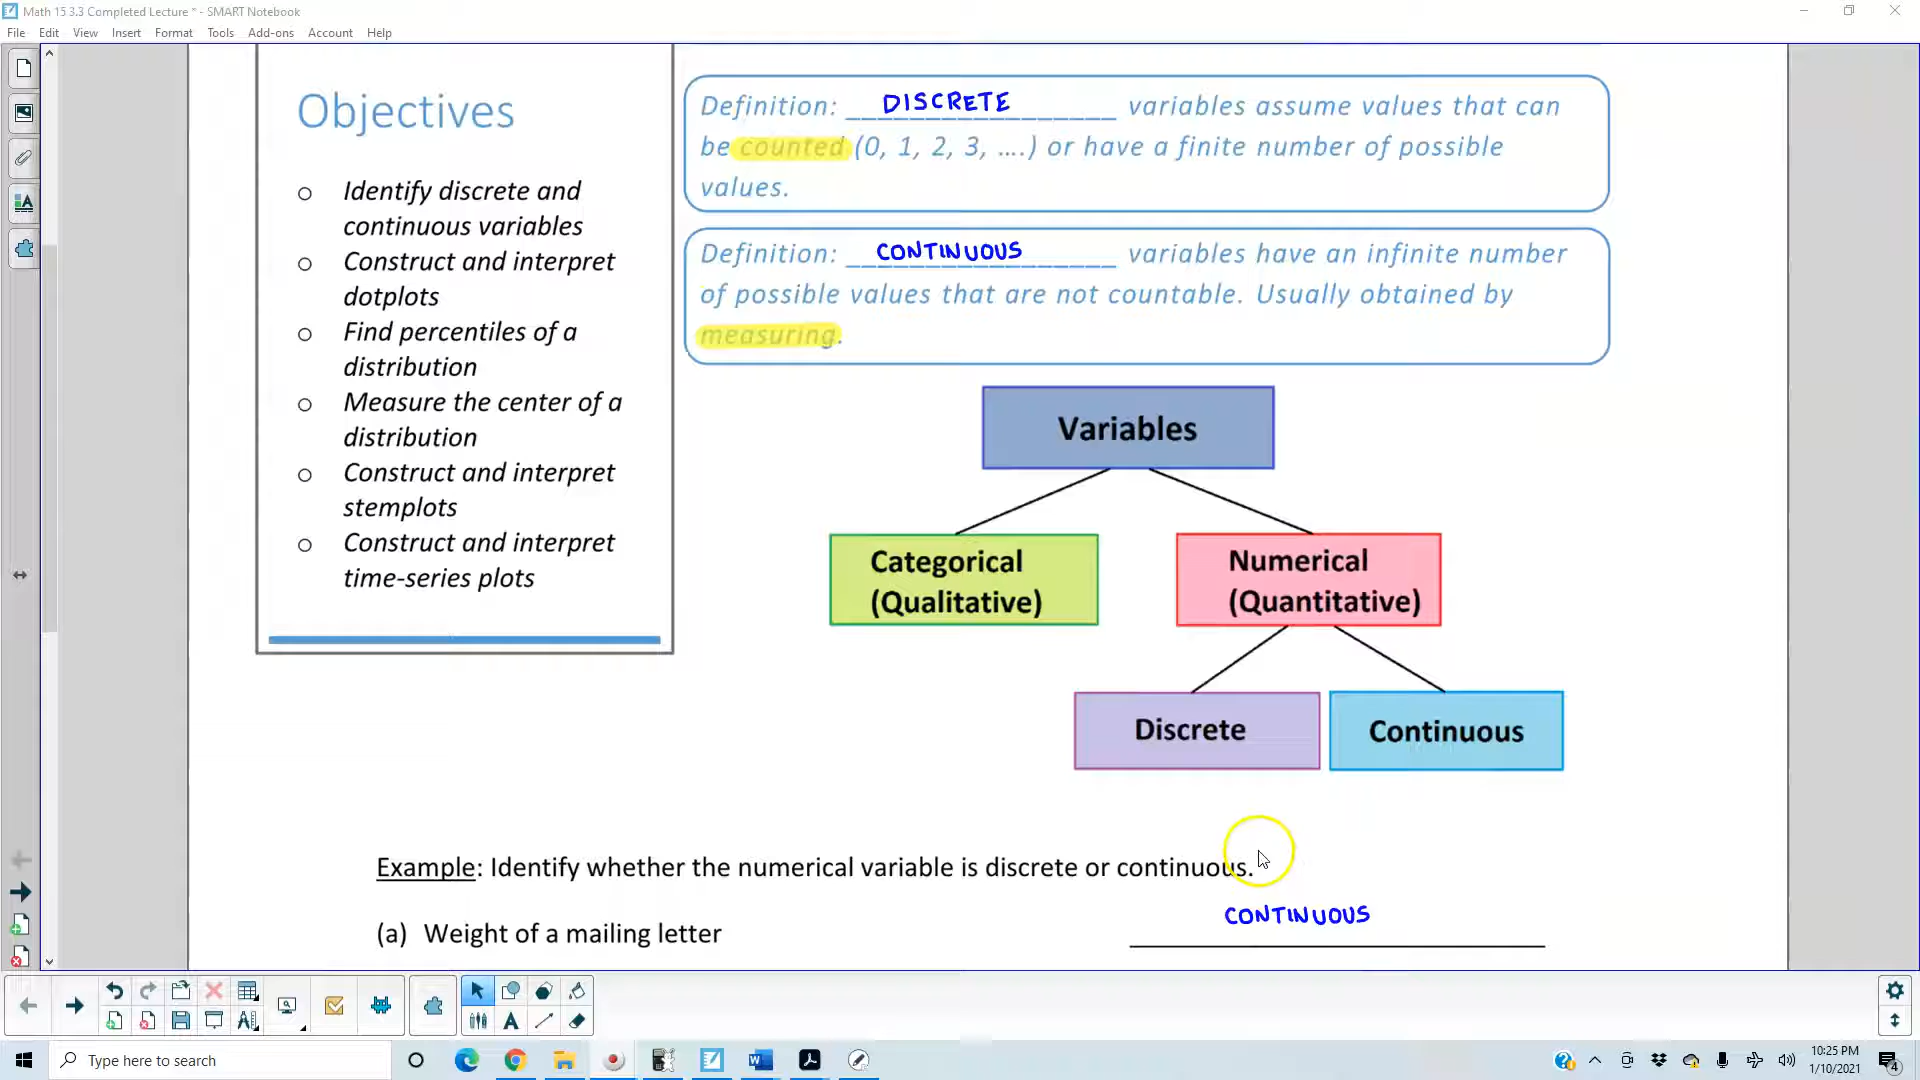 Math 15 3.3 Completed Lecture * - SMART Notebook
File Edit View Insert Format Tools Add-ons Account Help
Objectives
o Identify discrete and
continuous variables
o Construct and interpret
dotplots
o Find percentiles of a
distribution
o Measure the center of a
distribution
o Construct and interpret
stemplots
o Construct and interpret
time-series plots
Definition: DISCRETE variables assume values that can
be counted (0, 1, 2, 3, ....) or have a finite number of possible
values.
Definition: CONTINUOUS variables have an infinite number
of possible values that are not countable. Usually obtained by
measuring.
Variables
Categorical
(Qualitative)
Numerical
(Quantitative)
Discrete
Continuous
Example: Identify whether the numerical variable is discrete or continuous.
(a) Weight of a mailing letter CONTINUOUS
Type here to search
10:25 PM
1/10/2021
4